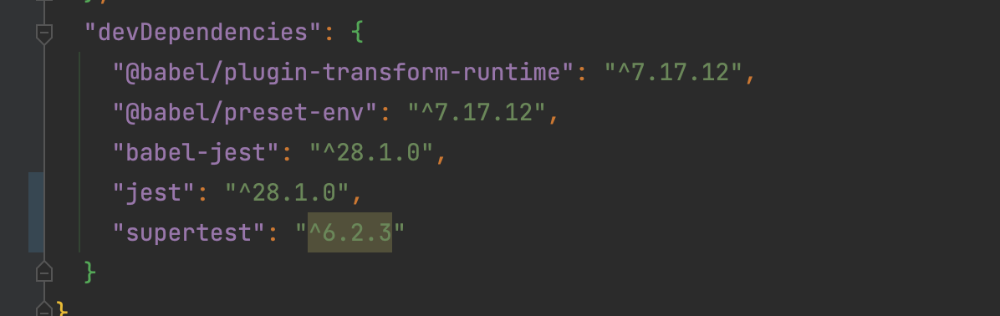 },
"devDependencies": {
"@babel/plugin-transform-runtime": "^7.17.12",
"@babel/preset-env": "^7.17.12",
"babel-jest": "^28.1.0",
"jest": "^28.1.0",
"supertest": "^6.2.3"
}
}